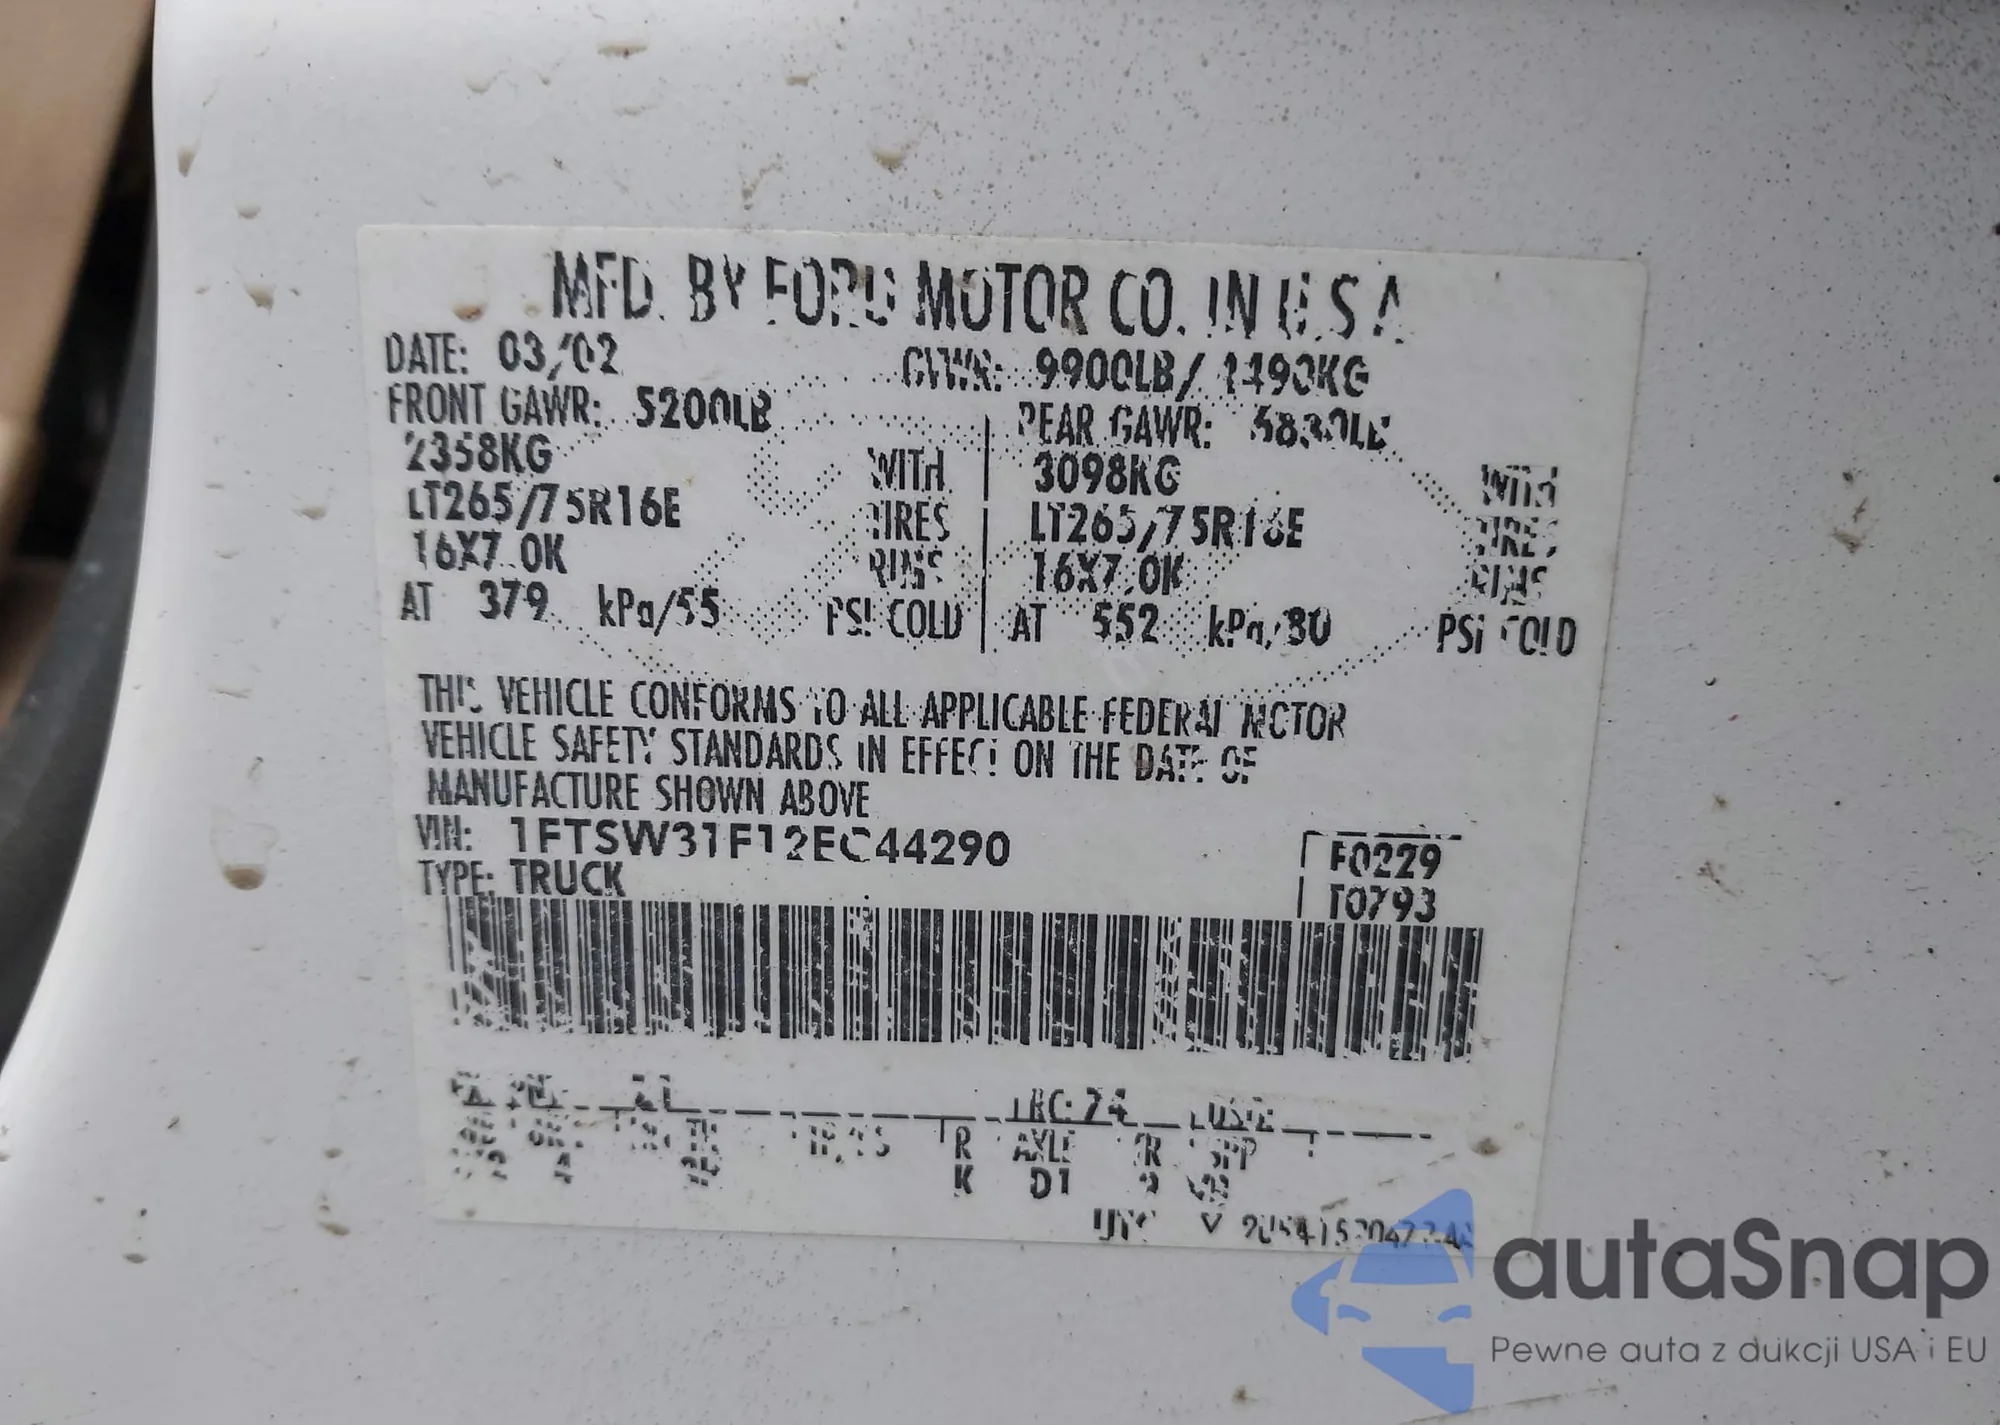 MFD. BY FORD MOTOR CO. IN U.S.A.
DATE: 03/02 GVWR: 9900LB/ 4490KG
FRONT GAWR: 5200LB REAR GAWR: 6830LB
2358KG WITH 3098KG WITH
LT265/75R16E TIRES LT265/75R16E TIRES
16X7.0K RIMS 16X7.0K RIMS
AT 379 kPa/55 PSI COLD AT 552 kPa/80 PSI COLD
THIS VEHICLE CONFORMS TO ALL APPLICABLE FEDERAL MOTOR
VEHICLE SAFETY STANDARDS IN EFFECT ON THE DATE OF
MANUFACTURE SHOWN ABOVE
VIN: 1FTSW31F12EC44290
F0229
TYPE: TRUCK
T0793
AXLE
K D1
autaSnap
Pewne auta z dukcji USA i EU